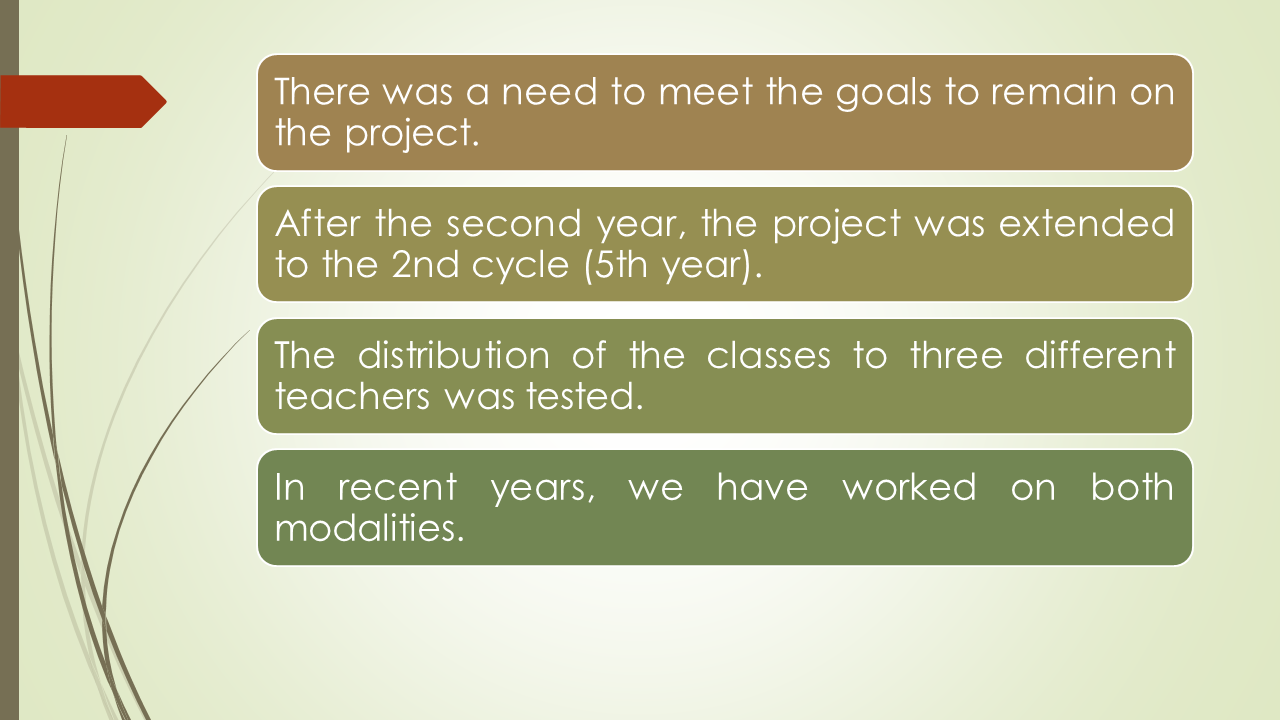 There was a need to meet the goals to remain on
the project.
After the second year, the project was extended
to the 2nd cycle (5th year).
The distribution of the classes to three different
teachers was tested.
In recent years, we have worked on both
modalities.